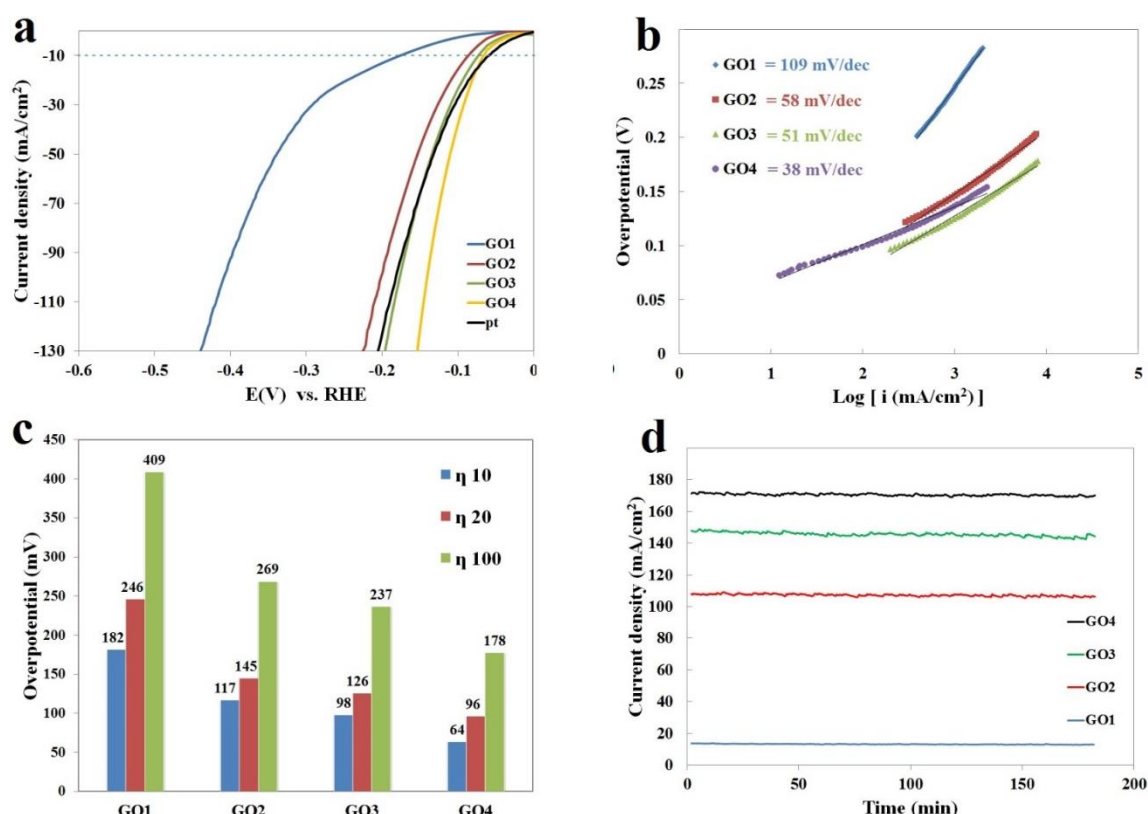 a
Current density (mA/cm²)
-10
-30
-50
-70
-90
-110
-130
-0.6
-0.5
-0.4
-0.3
-0.2
-0.1
0
E(V) vs. RHE
GO1
GO2
GO3
GO4
pt
b
Overpotential (V)
0.25
0.2
0.15
0.1
0.05
0
0
1
2
3
4
5
Log [ i (mA/cm²) ]
GO1 = 109 mV/dec
GO2 = 58 mV/dec
GO3 = 51 mV/dec
GO4 = 38 mV/dec
c
Overpotential (mV)
450
400
350
300
250
200
150
100
50
0
182
246
409
117
145
269
98
126
237
64
96
178
η 10
η 20
η 100
GO1
GO2
GO3
GO4
d
Current density (mA/cm²)
180
160
140
120
100
80
60
40
20
0
0
50
100
150
200
Time (min)
GO4
GO3
GO2
GO1